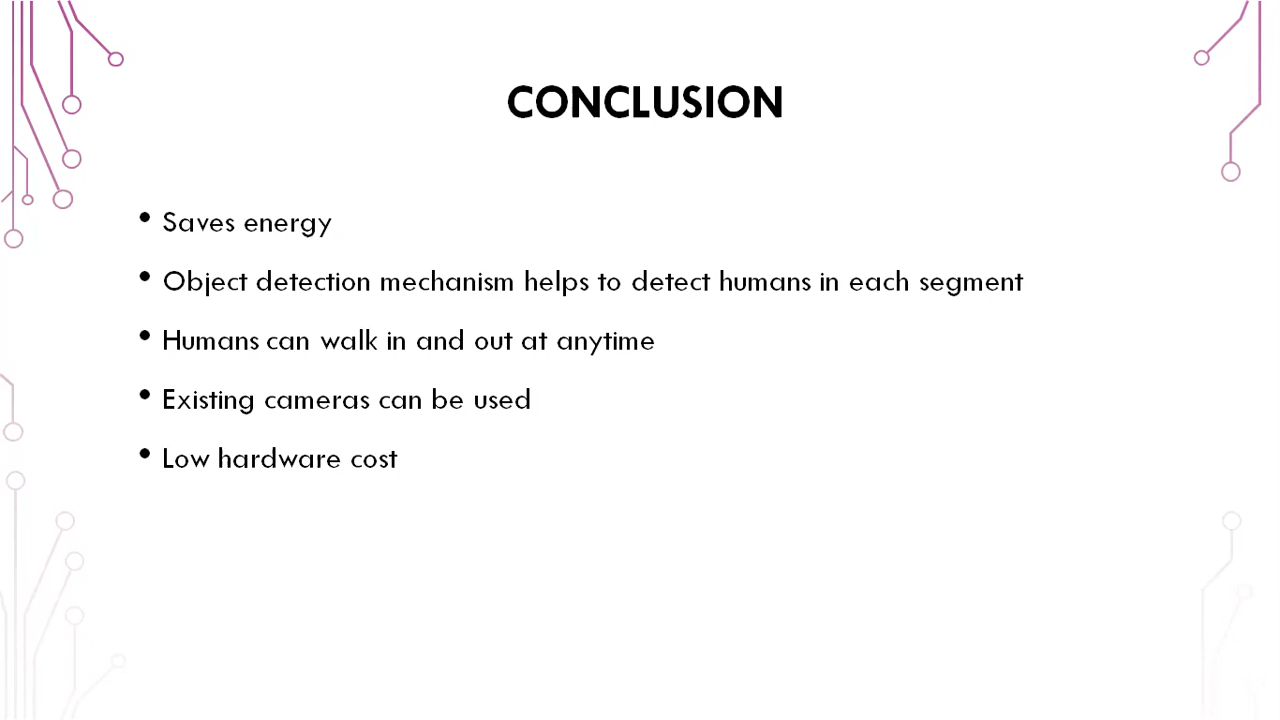 CONCLUSION
• Saves energy
• Object detection mechanism helps to detect humans in each segment
• Humans can walk in and out at anytime
• Existing cameras can be used
• Low hardware cost